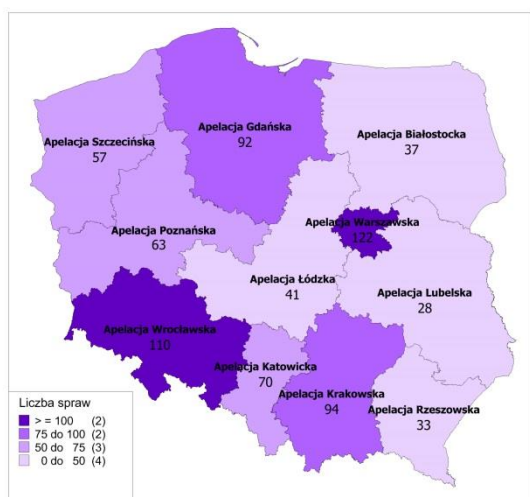 Apelacja Gdańska
92
Apelacja Białostocka
37
Apelacja Szczecińska
57
Apelacja Warszawska
122
Apelacja Poznańska
63
Apelacja Łódzka
41
Apelacja Lubelska
28
Apelacja Wrocławska
110
Apelacja Katowicka
70
Apelacja Krakowska
94
Apelacja Rzeszowska
33
Liczba spraw
> = 100 (2)
75 do 100 (2)
50 do 75 (3)
0 do 50 (4)